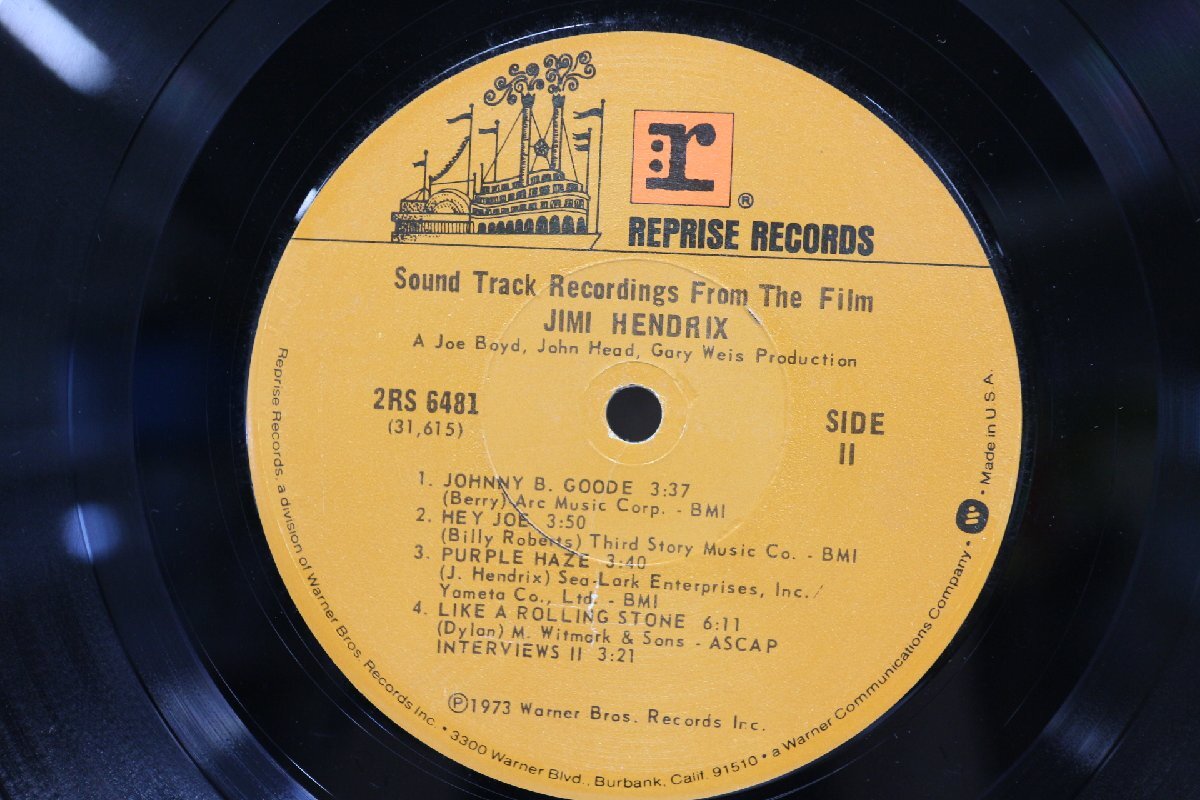 r
®
REPRISE RECORDS
Sound Track Recordings From The Film
JIMI HENDRIX
A Joe Boyd, John Head, Gary Weis Production
2RS 6481
(31,615)
SIDE
II
1. JOHNNY B. GOODE 3:37
(Berry) Arc Music Corp. - BMI
2. HEY JOE 3:50
(Billy Roberts) Third Story Music Co. - BMI
3. PURPLE HAZE 3:40
(J. Hendrix) Sea-Lark Enterprises, Inc./
Yameta Co., Ltd. - BMI
4. LIKE A ROLLING STONE 6:11
(Dylan) M. Witmark & Sons - ASCAP
INTERVIEWS II 3:21
Ⓟ1973 Warner Bros. Records Inc.
Reprise Records, a division of Warner Bros. Records Inc. • 3300 Warner Blvd., Burbank, Calif. 91510 • a Warner Communications Company • W • Made in U.S.A.